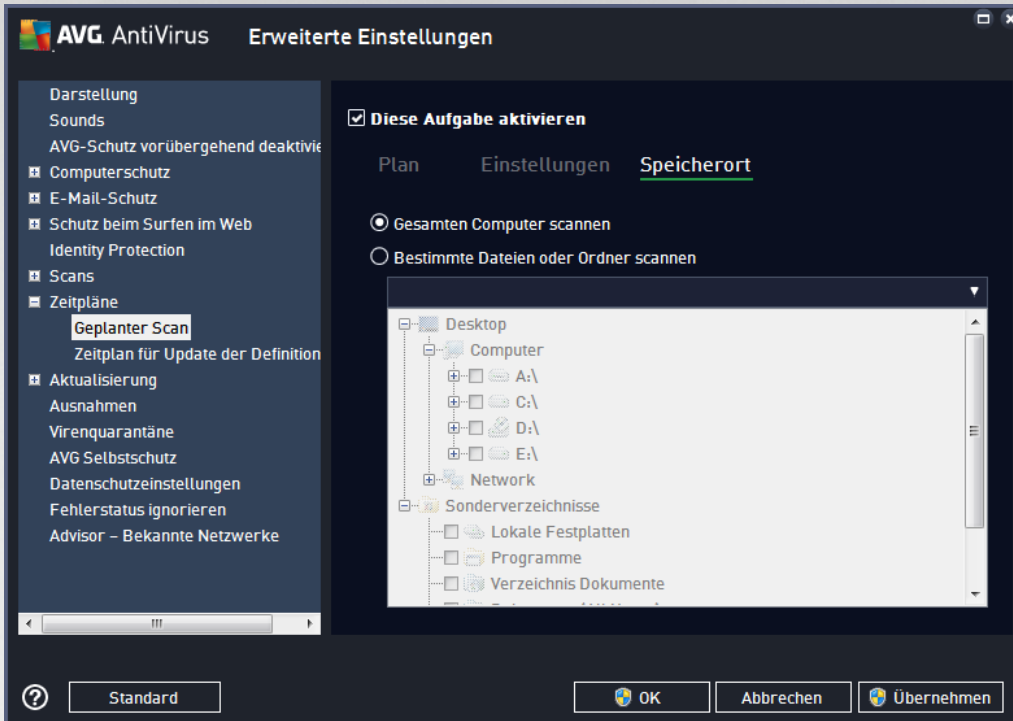 AVG AntiVirus Erweiterte Einstellungen
Darstellung
Sounds
AVG-Schutz vorübergehend deaktivie
Computerschutz
E-Mail-Schutz
Schutz beim Surfen im Web
Identity Protection
Scans
Zeitpläne
Geplanter Scan
Zeitplan für Update der Definition
Aktualisierung
Ausnahmen
Virenquarantäne
AVG Selbstschutz
Datenschutzeinstellungen
Fehlerstatus ignorieren
Advisor – Bekannte Netzwerke
Diese Aufgabe aktivieren
Plan Einstellungen Speicherort
Gesamten Computer scannen
Bestimmte Dateien oder Ordner scannen
Desktop
Computer
A:\
C:\
D:\
E:\
Network
Sonderverzeichnisse
Lokale Festplatten
Programme
Verzeichnis Dokumente
Standard OK Abbrechen Übernehmen